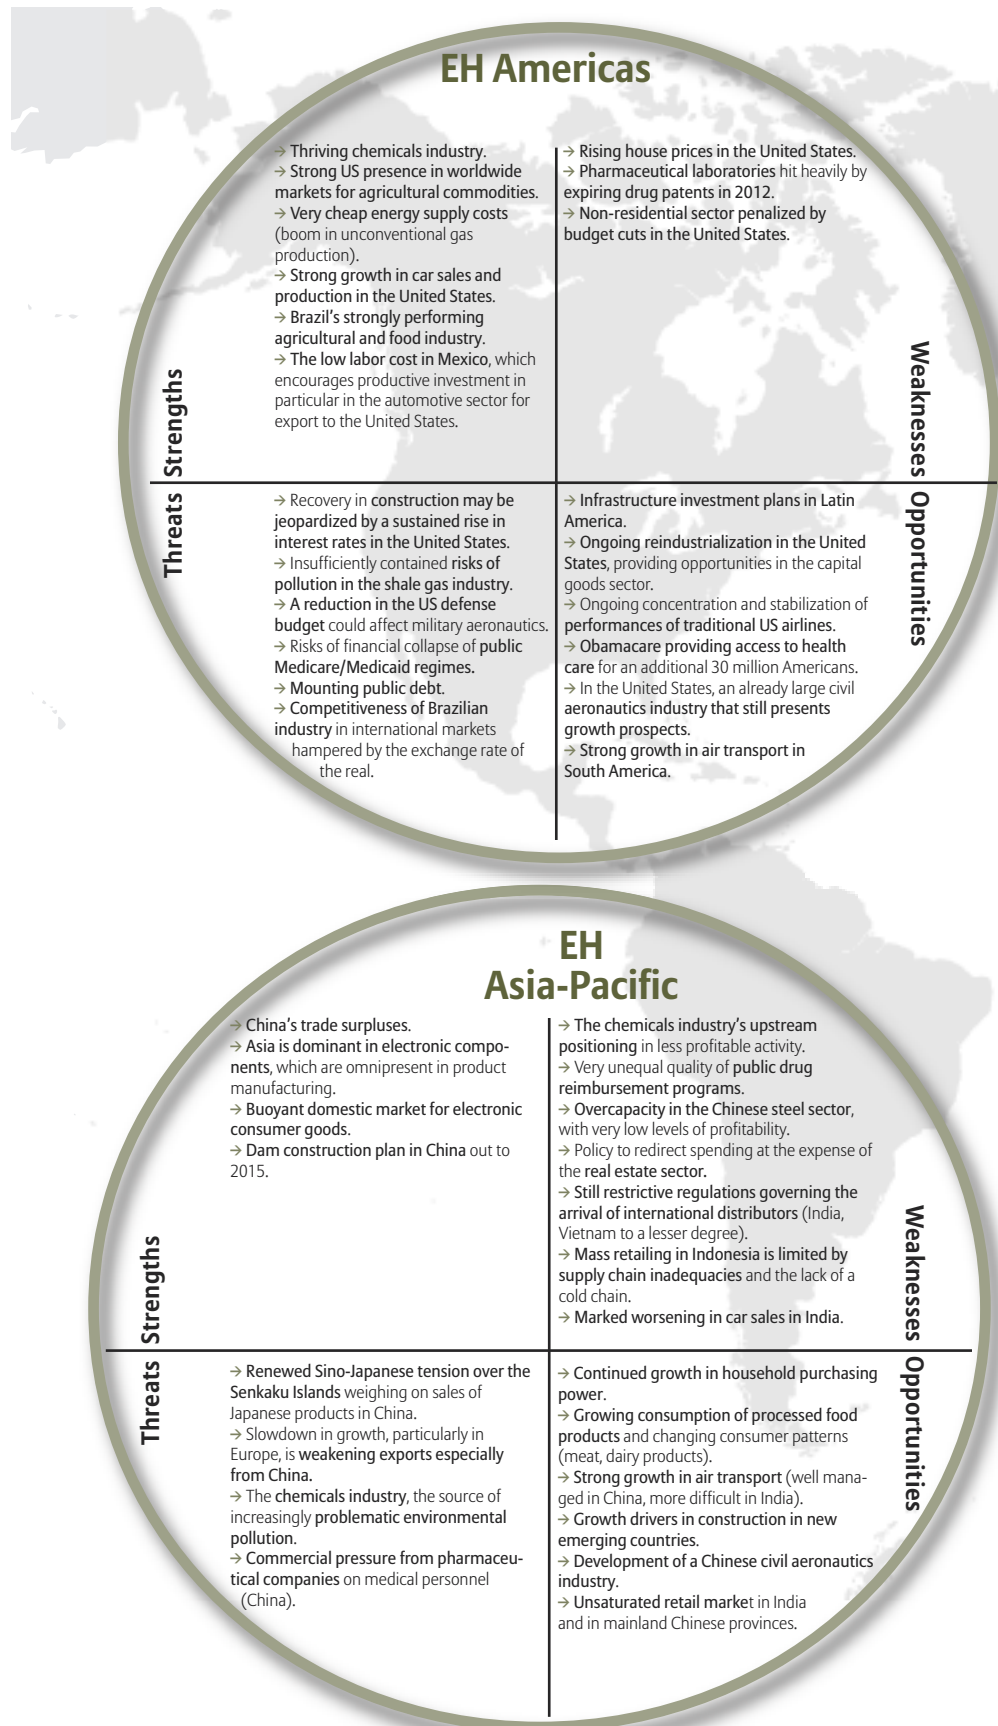 EH Americas
→ Thriving chemicals industry.
→ Strong US presence in worldwide
markets for agricultural commodities.
→ Very cheap energy supply costs
(boom in unconventional gas
production).
→ Strong growth in car sales and
production in the United States.
→ Brazil's strongly performing
agricultural and food industry.
→ The low labor cost in Mexico, which
encourages productive investment in
particular in the automotive sector for
export to the United States.
Strengths
→ Rising house prices in the United States.
→ Pharmaceutical laboratories hit heavily by
expiring drug patents in 2012.
→ Non-residential sector penalized by
budget cuts in the United States.
Weaknesses
Threats
→ Recovery in construction may be
jeopardized by a sustained rise in
interest rates in the United States.
→ Insufficiently contained risks of
pollution in the shale gas industry.
→ A reduction in the US defense
budget could affect military aeronautics.
→ Risks of financial collapse of public
Medicare/Medicaid regimes.
→ Mounting public debt.
→ Competitiveness of Brazilian
industry in international markets
hampered by the exchange rate of
the real.
→ Infrastructure investment plans in Latin
America.
→ Ongoing reindustrialization in the United
States, providing opportunities in the capital
goods sector.
→ Ongoing concentration and stabilization of
performances of traditional US airlines.
→ Obamacare providing access to health
care for an additional 30 million Americans.
→ In the United States, an already large civil
aeronautics industry that still presents
growth prospects.
→ Strong growth in air transport in
South America.
Opportunities
EH
Asia-Pacific
→ China's trade surpluses.
→ Asia is dominant in electronic compo-
nents, which are omnipresent in product
manufacturing.
→ Buoyant domestic market for electronic
consumer goods.
→ Dam construction plan in China out to
2015.
Strengths
→ The chemicals industry's upstream
positioning in less profitable activity.
→ Very unequal quality of public drug
reimbursement programs.
→ Overcapacity in the Chinese steel sector,
with very low levels of profitability.
→ Policy to redirect spending at the expense of
the real estate sector.
→ Still restrictive regulations governing the
arrival of international distributors (India,
Vietnam to a lesser degree).
→ Mass retailing in Indonesia is limited by
supply chain inadequacies and the lack of a
cold chain.
→ Marked worsening in car sales in India.
Weaknesses
Threats
→ Renewed Sino-Japanese tension over the
Senkaku Islands weighing on sales of
Japanese products in China.
→ Slowdown in growth, particularly in
Europe, is weakening exports especially
from China.
→ The chemicals industry, the source of
increasingly problematic environmental
pollution.
→ Commercial pressure from pharmaceu-
tical companies on medical personnel
(China).
→ Continued growth in household purchasing
power.
→ Growing consumption of processed food
products and changing consumer patterns
(meat, dairy products).
→ Strong growth in air transport (well mana-
ged in China, more difficult in India).
→ Growth drivers in construction in new
emerging countries.
→ Development of a Chinese civil aeronautics
industry.
→ Unsaturated retail market in India
and in mainland Chinese provinces.
Opportunities